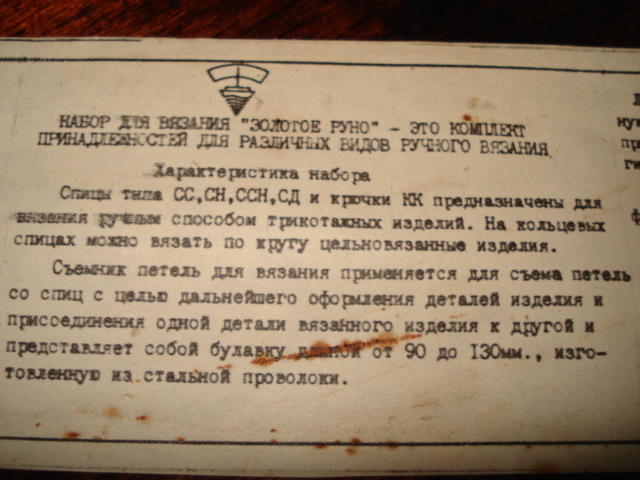 НАБОР ДЛЯ ВЯЗАНИЯ "ЗОЛОТОЕ РУНО" - ЭТО КОМПЛЕКТ
ПРИНАДЛЕЖНОСТЕЙ ДЛЯ РАЗЛИЧНЫХ ВИДОВ РУЧНОГО ВЯЗАНИЯ
Характеристика набора
Спицы типа СС,СН,ССН,СД и крючки КК предназначены для
вязания ручным способом трикотажных изделий. На кольцевых
спицах можно вязать по кругу цельновязанные изделия.
Съемник петель для вязания применяется для съема петель
со спиц с целью дальнейшего оформления деталей изделия и
присоединения одной детали вязанного изделия к другой и
представляет собой булавку длиной от 90 до 130мм., изго-
товленную из стальной проволоки.